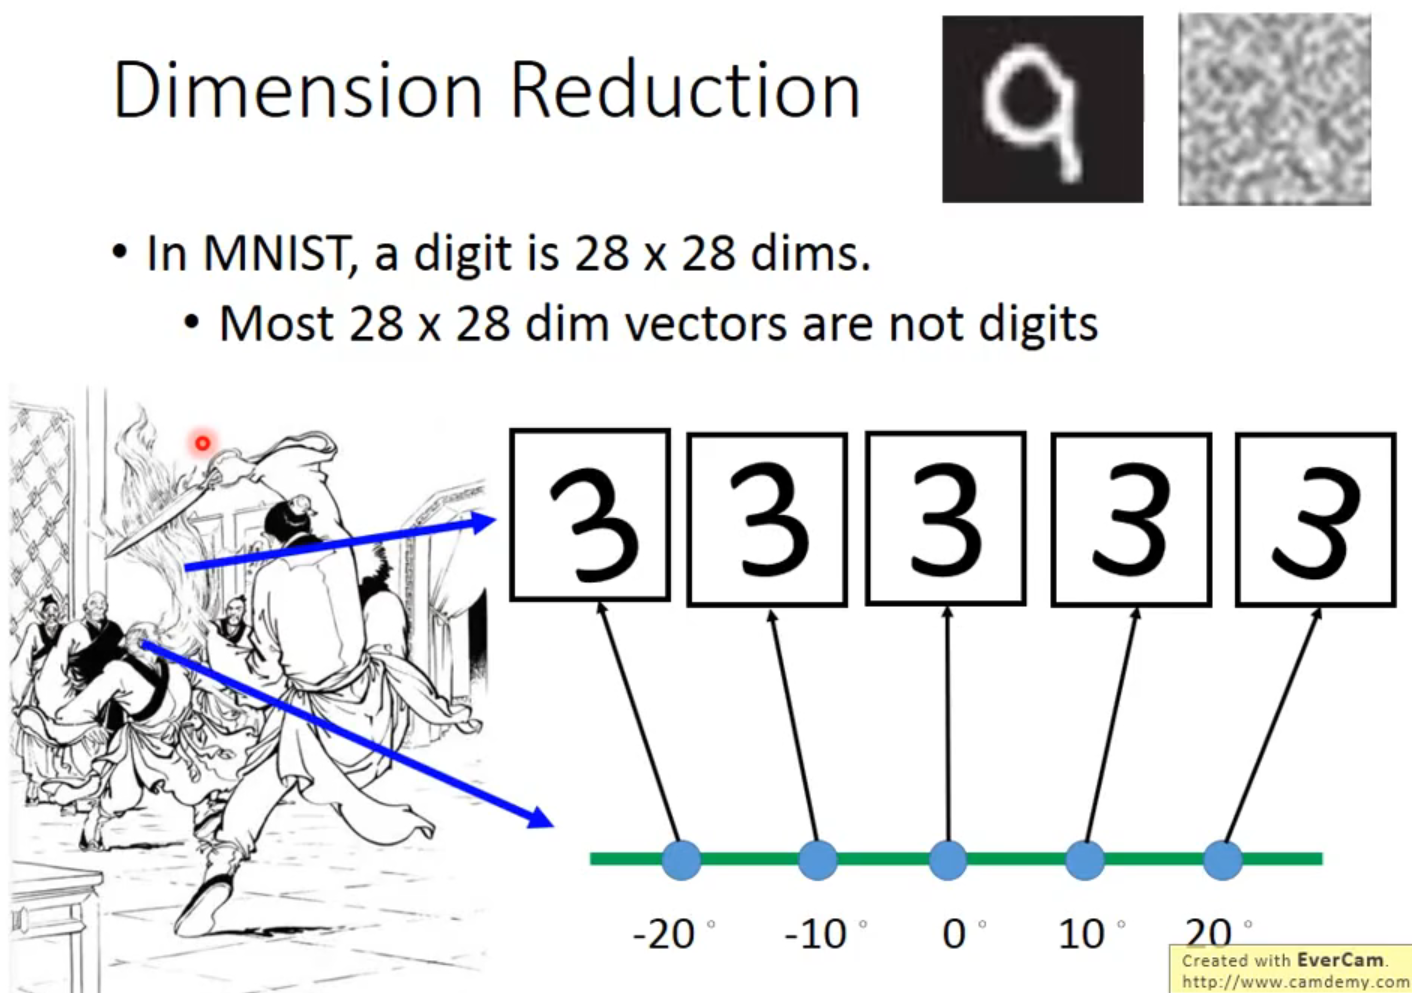 Dimension Reduction
9
• In MNIST, a digit is 28 x 28 dims.
• Most 28 x 28 dim vectors are not digits
3 3 3 3 3
-20° -10° 0° 10° 20°
Created with EverCam.
http://www.camdemy.com